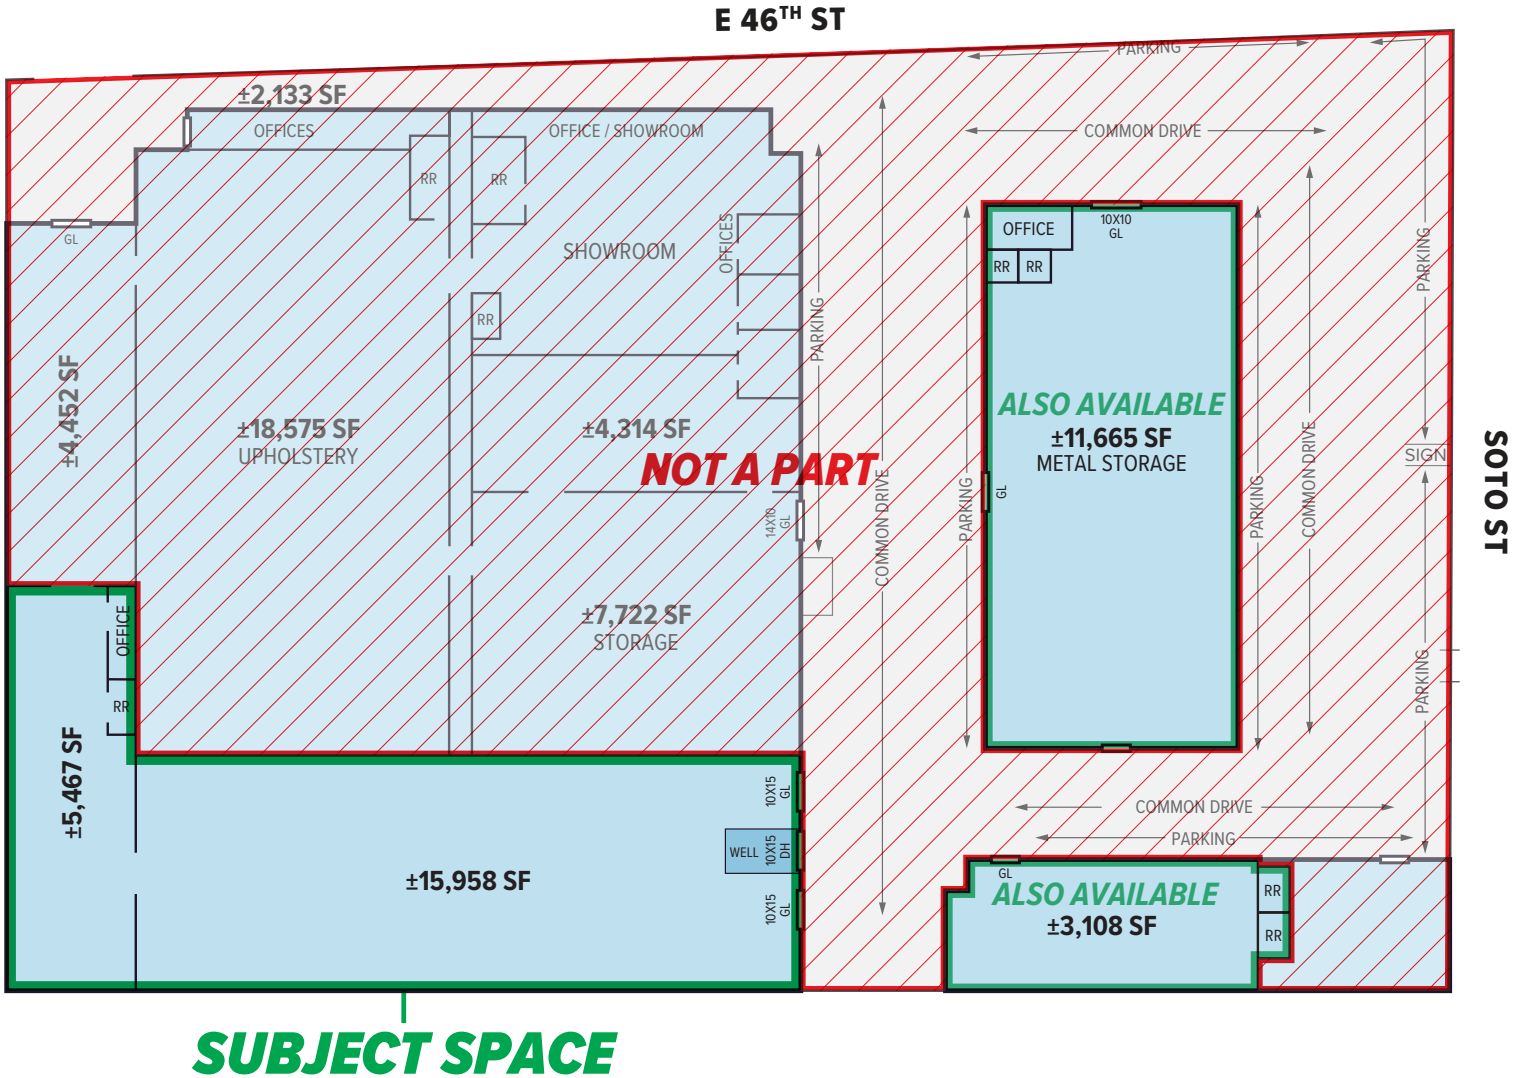 E 46TH ST
PARKING
±2,133 SF
OFFICES
OFFICE / SHOWROOM
COMMON DRIVE
RR
RR
GL
SHOWROOM
OFFICES
RR
PARKING
±4,452 SF
±18,575 SF
UPHOLSTERY
±4,314 SF
NOT A PART
14X10
GL
±7,722 SF
STORAGE
COMMON DRIVE
PARKING
OFFICE
RR
RR
10X10
GL
ALSO AVAILABLE
±11,665 SF
METAL STORAGE
GL
PARKING
COMMON DRIVE
PARKING
SIGN
PARKING
SOTO ST
OFFICE
RR
±5,467 SF
±15,958 SF
10X15
GL
WELL
10X15
DH
10X15
GL
COMMON DRIVE
PARKING
GL
ALSO AVAILABLE
±3,108 SF
RR
RR
SUBJECT SPACE